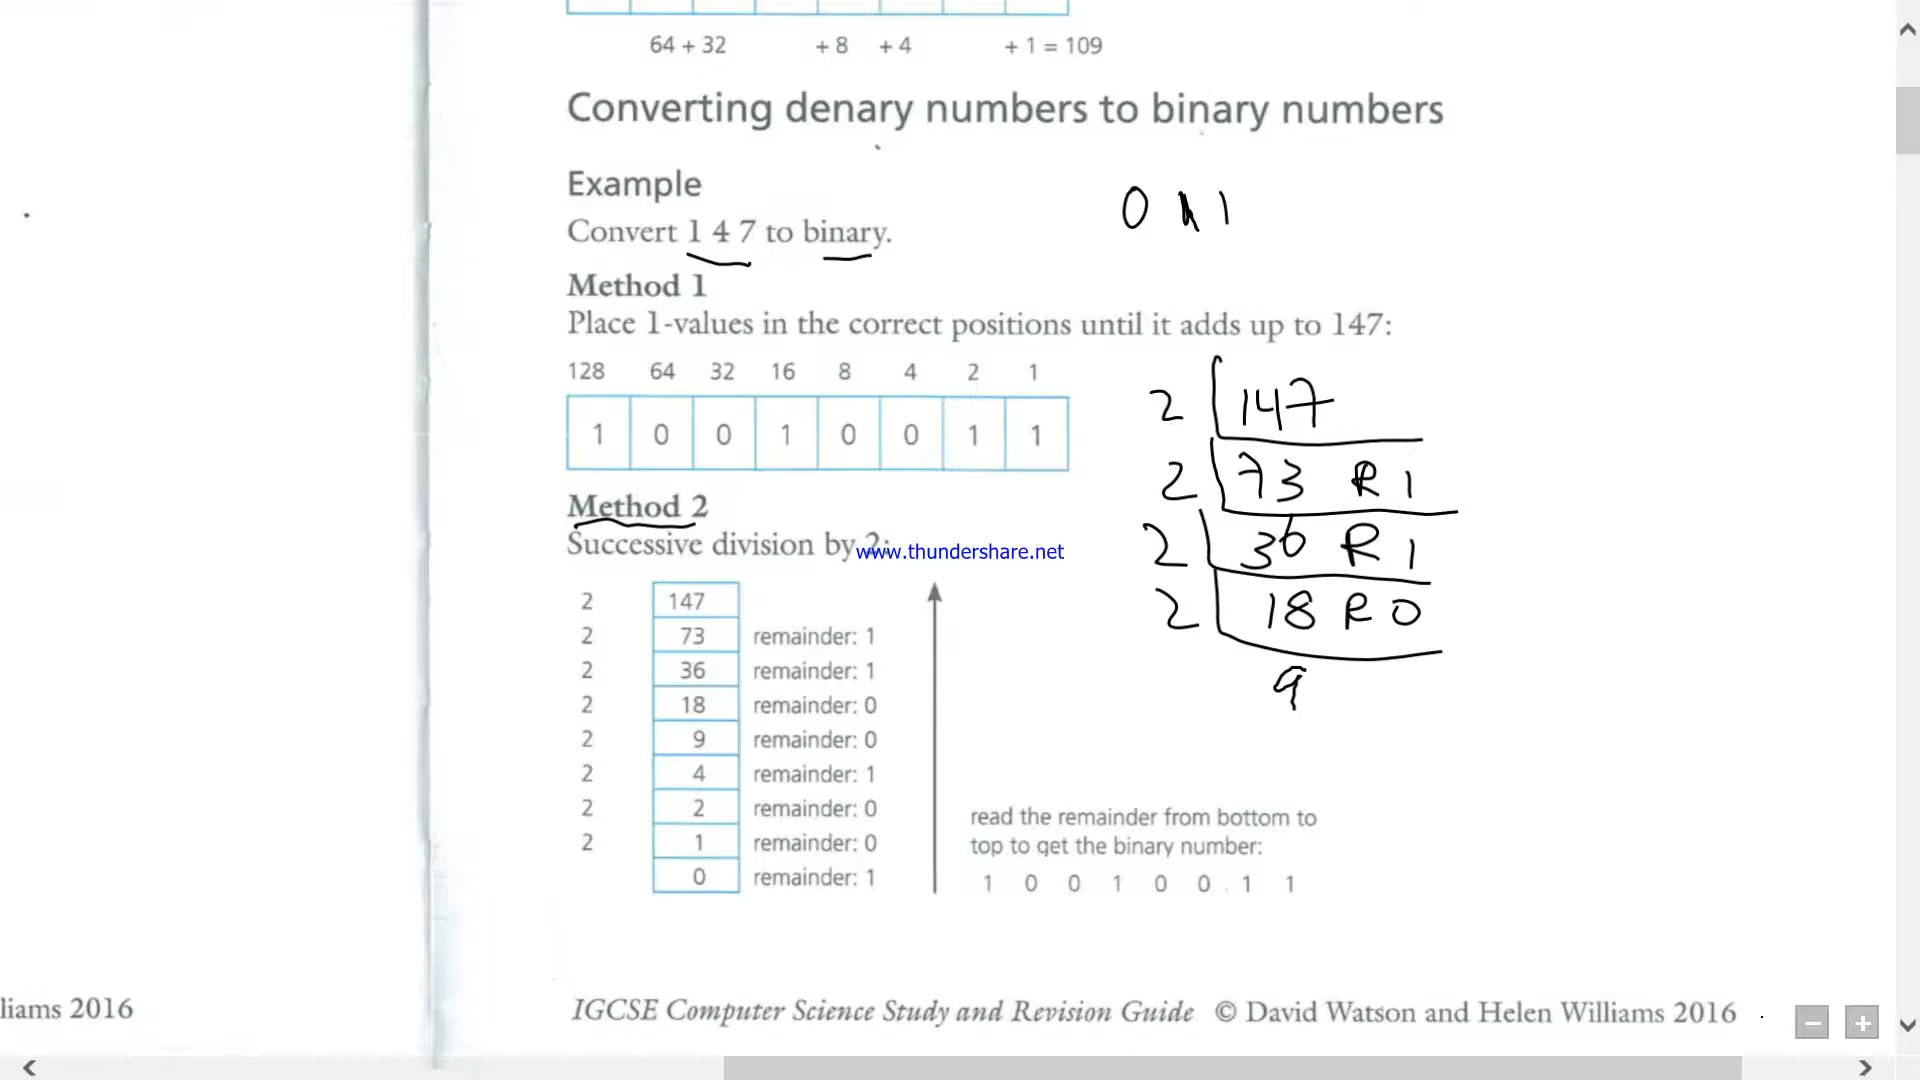 64 + 32 + 8 + 4 + 1 = 109
Converting denary numbers to binary numbers
Example
0 1
Convert 1 4 7 to binary.
Method 1
Place 1-values in the correct positions until it adds up to 147:
128 64 32 16 8 4 2 1
1 0 0 1 0 0 1 1
2 147
2 73 R 1
2 36 R 1
2 18 R 0
9
Method 2
Successive division by 2:
www.thundershare.net
2 147
2 73 remainder: 1
2 36 remainder: 1
2 18 remainder: 0
2 9 remainder: 0
2 4 remainder: 1
2 2 remainder: 0
2 1 remainder: 0
0 remainder: 1
read the remainder from bottom to
top to get the binary number:
1 0 0 1 0 0 1 1
liams 2016
IGCSE Computer Science Study and Revision Guide © David Watson and Helen Williams 2016